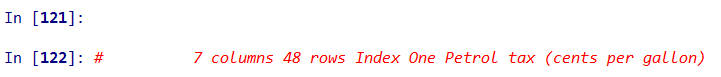 In [121]:
In [122]: # 7 columns 48 rows Index One Petrol tax (cents per gallon)